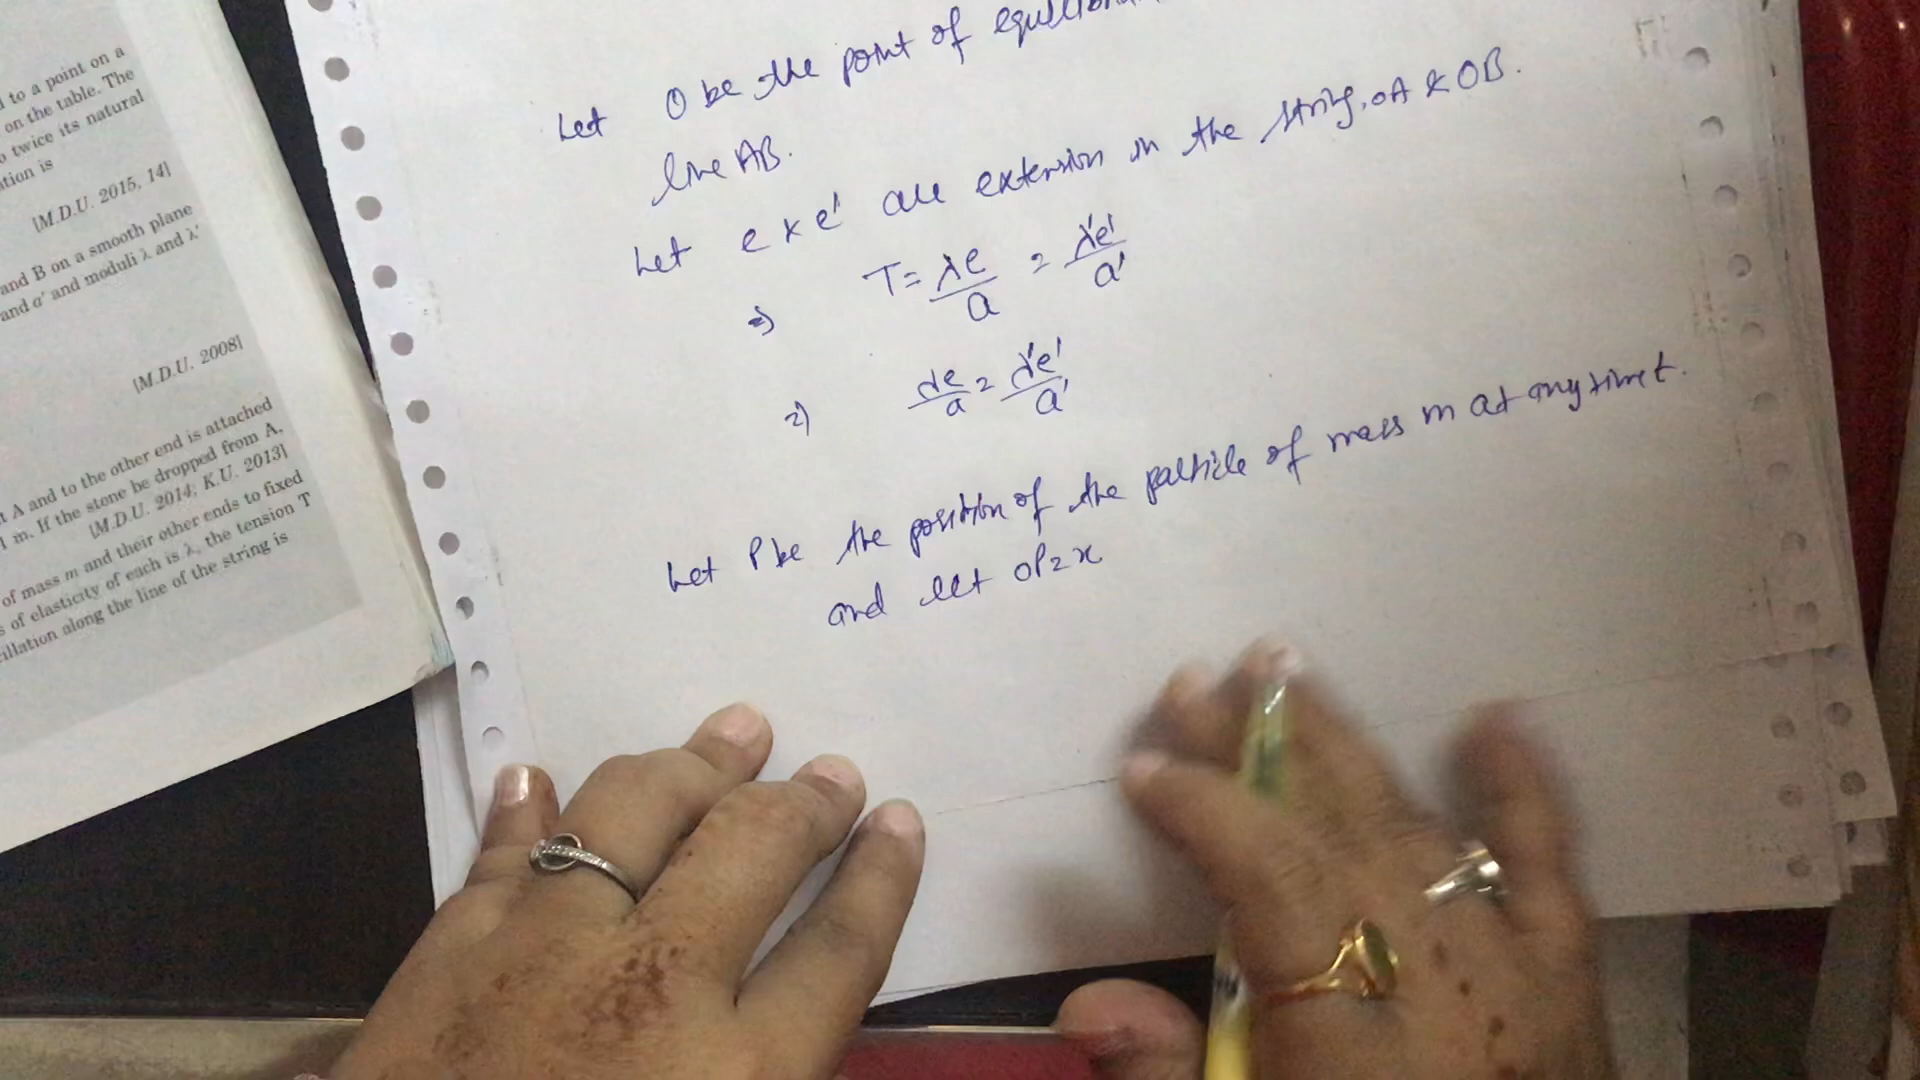 l to a point on a
on the table. The
o twice its natural
ation is
[M.D.U. 2015, 14]
and B on a smooth plane
and a' and moduli λ and λ'
[M.D.U. 2008]
t A and to the other end is attached
1 m. If the stone be dropped from A,
[M.D.U. 2014; K.U. 2013]
of mass m and their other ends to fixed
s of elasticity of each is λ, the tension T
cillation along the line of the string is
Let O be the point of
line AB.
Let e & e' are extension in the string, OA & OB.
=> T = λe/a = λ'e'/a'
=> λe/a = λ'e'/a'
Let P be the position of the particle of mass m at any time t.
and let OP = x